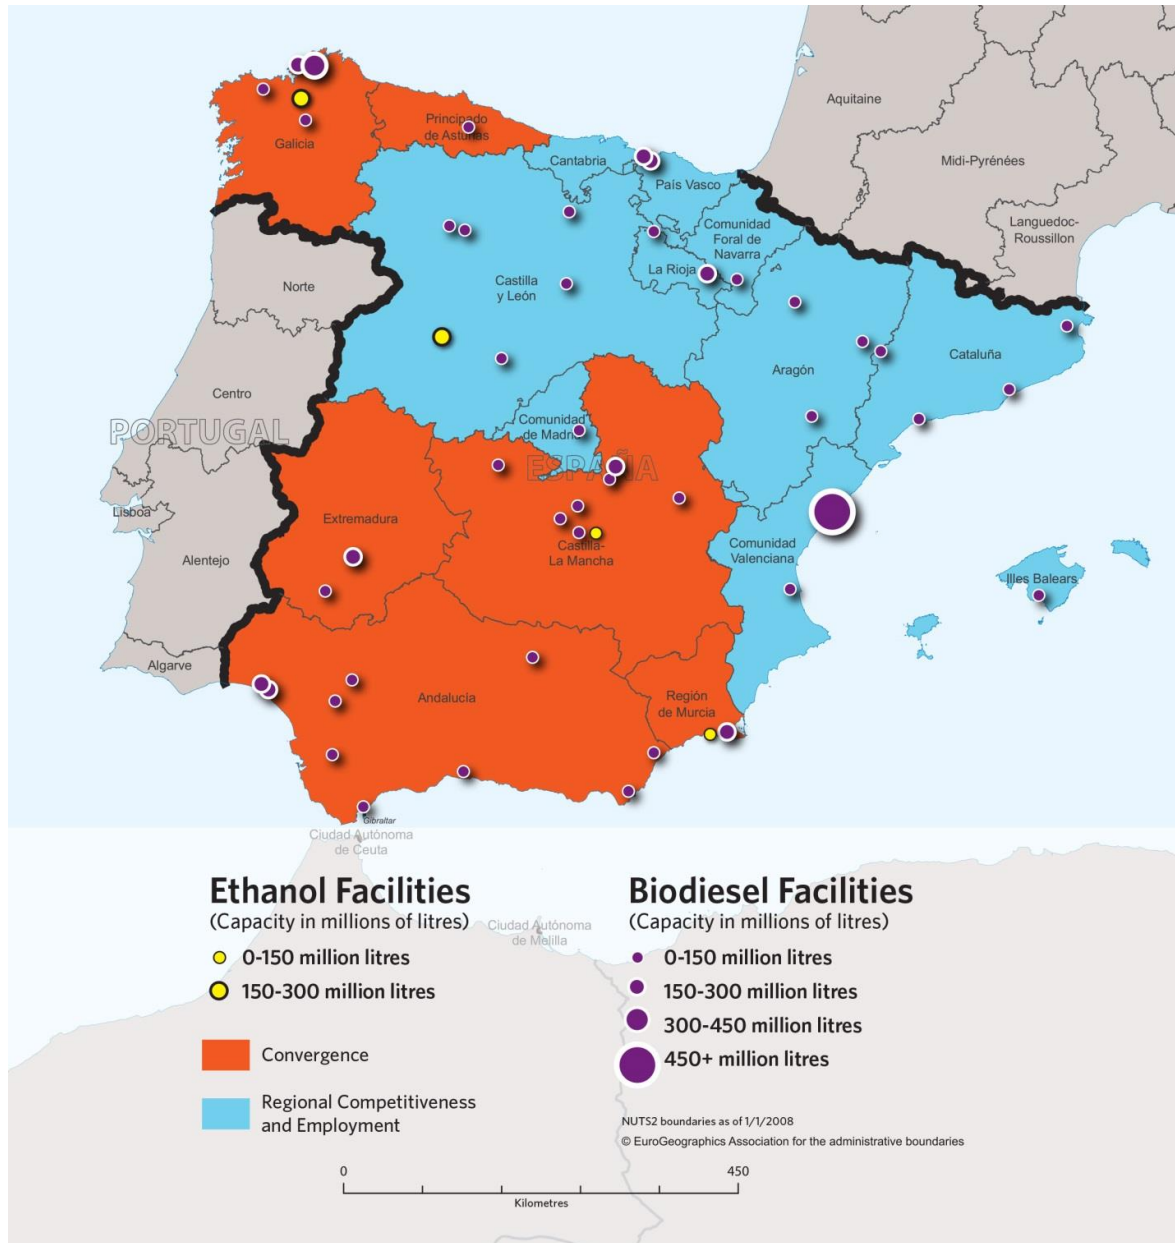 Aquitaine
Midi-Pyrénées
Languedoc-
Roussillon
Principado
de Asturias
Galicia
Cantabria
País Vasco
Comunidad
Foral de
Navarra
La Rioja
Castilla
y León
Norte
Cataluña
Aragón
Centro
PORTUGAL
Comunidad
de Madrid
ESPAÑA
Lisboa
Extremadura
Alentejo
Castilla-
La Mancha
Comunidad
Valenciana
Illes Balears
Algarve
Andalucia
Región
de Murcia
Gibraltar
Ciudad Autónoma
de Ceuta
Ciudad Autónoma
de Melilla
Ethanol Facilities
(Capacity in millions of litres)
0-150 million litres
150-300 million litres
Convergence
Regional Competitiveness
and Employment
Biodiesel Facilities
(Capacity in millions of litres)
0-150 million litres
150-300 million litres
300-450 million litres
450+ million litres
NUTS2 boundaries as of 1/1/2008
© EuroGeographics Association for the administrative boundaries
0 450
Kilometres